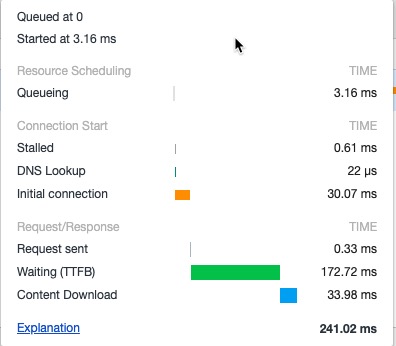 Queued at 0
Started at 3.16 ms
Resource Scheduling TIME
Queueing 3.16 ms
Connection Start TIME
Stalled 0.61 ms
DNS Lookup 22 µs
Initial connection 30.07 ms
Request/Response TIME
Request sent 0.33 ms
Waiting (TTFB) 172.72 ms
Content Download 33.98 ms
Explanation 241.02 ms